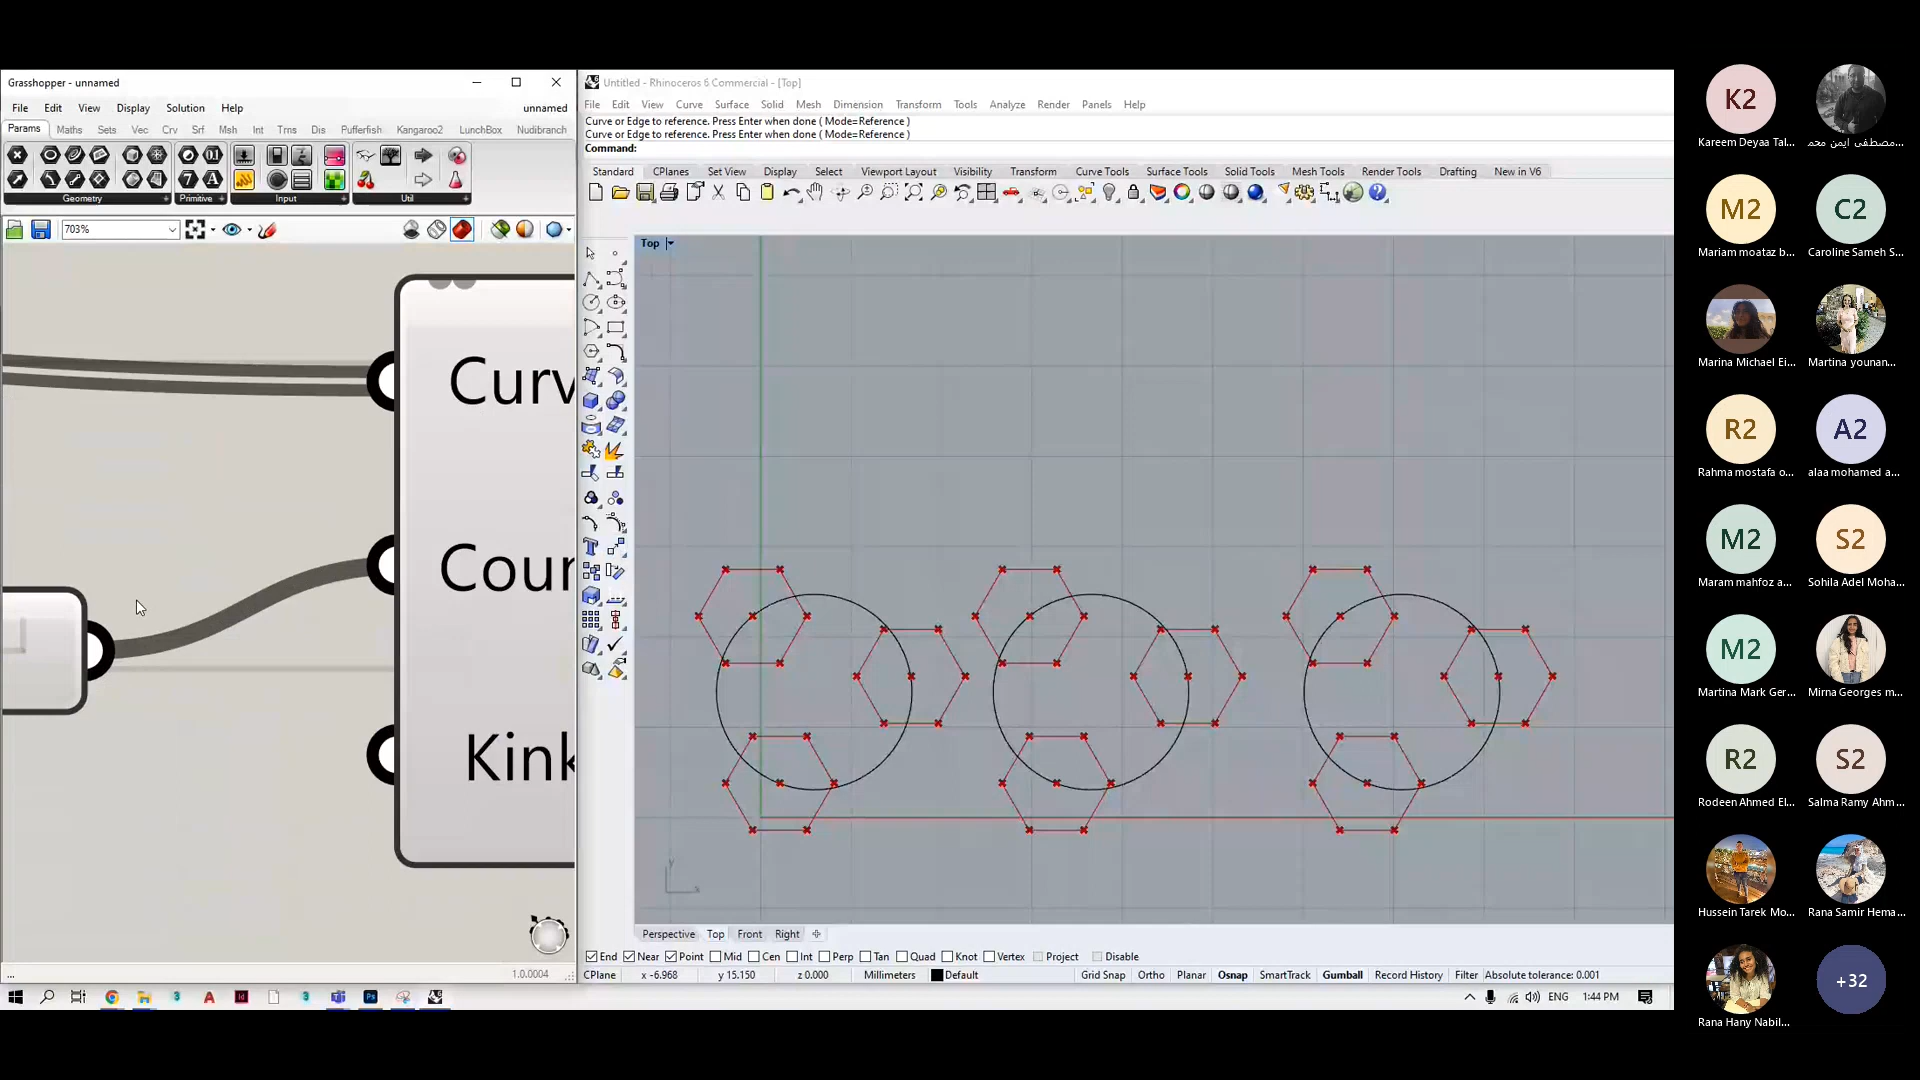 Grasshopper - unnamed
File Edit View Display Solution Help unnamed
Params Maths Sets Vec Crv Srf Msh Int Trns Dis Pufferfish Kangaroo2 LunchBox Nudibranch
Geometry Primitive Input Util
703%
Curv
Cour
Kink
1.0.0004
...
Untitled - Rhinoceros 6 Commercial - [Top]
File Edit View Curve Surface Solid Mesh Dimension Transform Tools Analyze Render Panels Help
Curve or Edge to reference. Press Enter when done ( Mode=Reference )
Curve or Edge to reference. Press Enter when done ( Mode=Reference )
Command:
Standard CPlanes Set View Display Select Viewport Layout Visibility Transform Curve Tools Surface Tools Solid Tools Mesh Tools Render Tools Drafting New in V6
Top
y
x
Perspective Top Front Right
End Near Point Mid Cen Int Perp Tan Quad Knot Vertex Project Disable
CPlane x -6.968 y 15.150 z 0.000 Millimeters Default Grid Snap Ortho Planar Osnap SmartTrack Gumball Record History Filter Absolute tolerance: 0.001
ENG 1:44 PM
K2
Kareem Deyaa Tal...
مصطفى ايمن محم...
M2 C2
Mariam moataz b... Caroline Sameh S...
Marina Michael Ei... Martina younan...
R2 A2
Rahma mostafa o... alaa mohamed a...
M2 S2
Maram mahfoz a... Sohila Adel Moha...
M2
Martina Mark Ger... Mirna Georges m...
R2 S2
Rodeen Ahmed El... Salma Ramy Ahm...
Hussein Tarek Mo... Rana Samir Hema...
+32
Rana Hany Nabil...